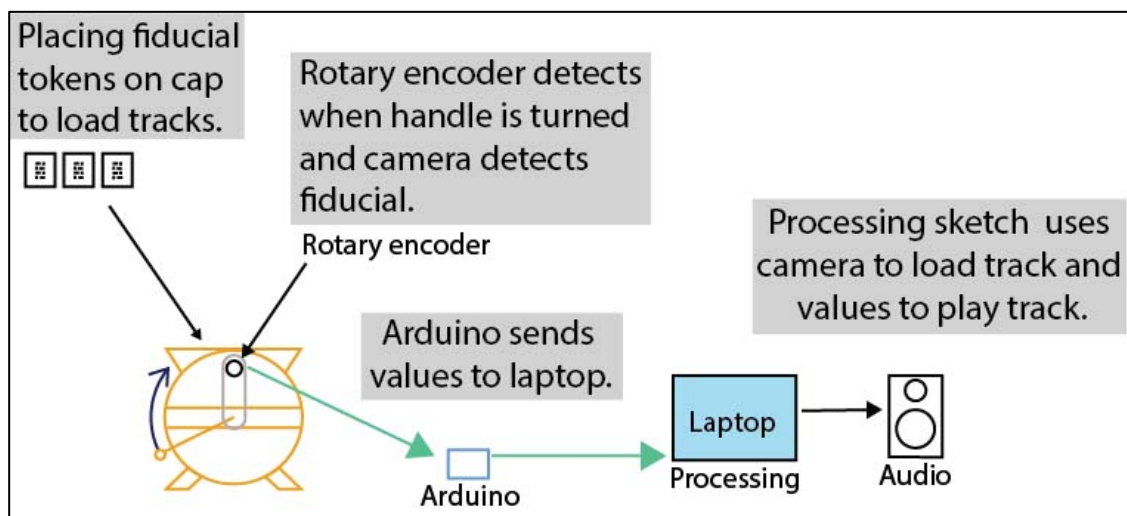 Placing fiducial
tokens on cap
to load tracks.
Rotary encoder detects
when handle is turned
and camera detects
fiducial.
Rotary encoder
Processing sketch uses
camera to load track and
values to play track.
Arduino sends
values to laptop.
Laptop
Arduino
Processing
Audio